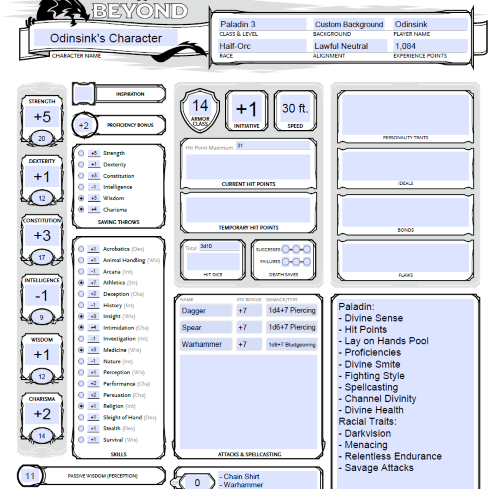 BEYOND
Odinsink's Character
CHARACTER NAME
Paladin 3 Custom Background Odinsink
CLASS & LEVEL BACKGROUND PLAYER NAME
Half-Orc Lawful Neutral 1,084
RACE ALIGNMENT EXPERIENCE POINTS
STRENGTH
+5
20
DEXTERITY
+1
12
CONSTITUTION
+3
17
INTELLIGENCE
-1
9
WISDOM
+1
12
CHARISMA
+2
14
INSPIRATION
+2 PROFICIENCY BONUS
+5 Strength
+1 Dexterity
+3 Constitution
-1 Intelligence
+3 Wisdom
+4 Charisma
SAVING THROWS
+1 Acrobatics (Dex)
+1 Animal Handling (Wis)
-1 Arcana (Int)
+7 Athletics (Str)
+2 Deception (Cha)
-1 History (Int)
+3 Insight (Wis)
+4 Intimidation (Cha)
-1 Investigation (Int)
+3 Medicine (Wis)
-1 Nature (Int)
+1 Perception (Wis)
+2 Performance (Cha)
+2 Persuasion (Cha)
+1 Religion (Int)
+1 Sleight of Hand (Dex)
+1 Stealth (Dex)
+1 Survival (Wis)
SKILLS
11 PASSIVE WISDOM (PERCEPTION)
14
ARMOR
CLASS
+1
INITIATIVE
30 ft.
SPEED
Hit Point Maximum 31
CURRENT HIT POINTS
TEMPORARY HIT POINTS
Total 3d10
HIT DICE
SUCCESSES
FAILURES
DEATH SAVES
NAME ATK BONUS DAMAGE/TYPE
Dagger +7 1d4+7 Piercing
Spear +7 1d6+7 Piercing
Warhammer +7 1d8+7 Bludgeoning
ATTACKS & SPELLCASTING
0
- Chain Shirt
- Warhammer
PERSONALITY TRAITS
IDEALS
BONDS
FLAWS
Paladin:
- Divine Sense
- Hit Points
- Lay on Hands Pool
- Proficiencies
- Divine Smite
- Fighting Style
- Spellcasting
- Channel Divinity
- Divine Health
Racial Traits:
- Darkvision
- Menacing
- Relentless Endurance
- Savage Attacks